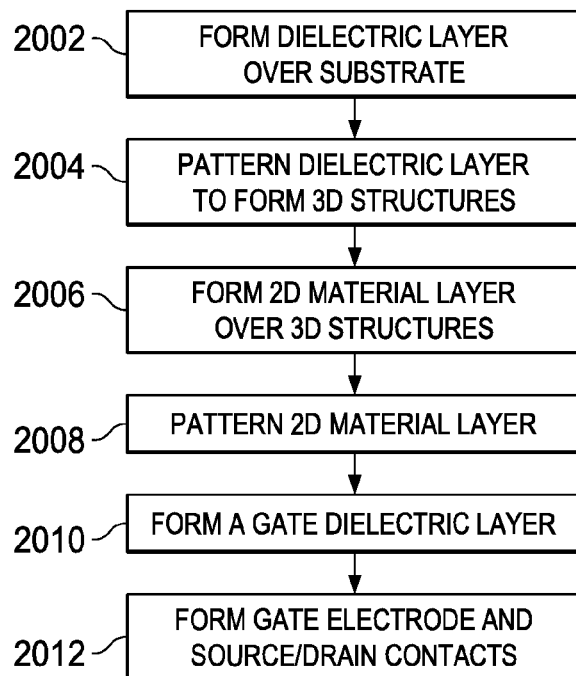 2002
FORM DIELECTRIC LAYER
OVER SUBSTRATE
2004
PATTERN DIELECTRIC LAYER
TO FORM 3D STRUCTURES
2006
FORM 2D MATERIAL LAYER
OVER 3D STRUCTURES
2008
PATTERN 2D MATERIAL LAYER
2010
FORM A GATE DIELECTRIC LAYER
2012
FORM GATE ELECTRODE AND
SOURCE/DRAIN CONTACTS